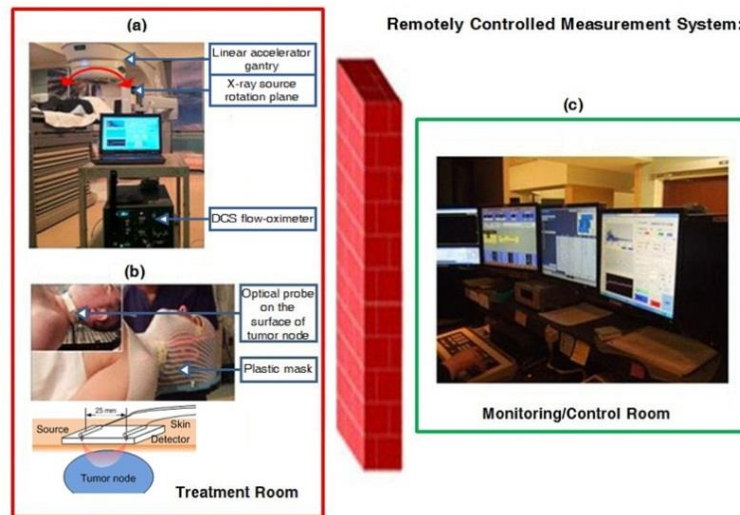 Remotely Controlled Measurement System:
(a)
Linear accelerator
gantry
X-ray source
rotation plane
DCS flow-oximeter
(b)
Optical probe
on the
surface of
tumor node
Plastic mask
25 mm
Source
Skin
Detector
Tumor node
Treatment Room
(c)
Monitoring/Control Room